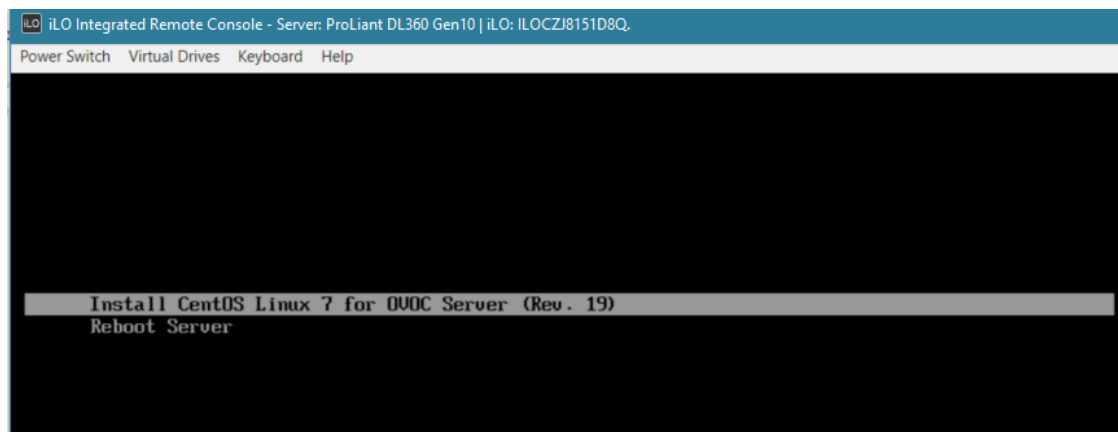 iLO iLO Integrated Remote Console - Server: ProLiant DL360 Gen10 | iLO: ILOCZJ8151D8Q.
Power Switch Virtual Drives Keyboard Help
Install CentOS Linux 7 for OVOC Server (Rev. 19)
Reboot Server